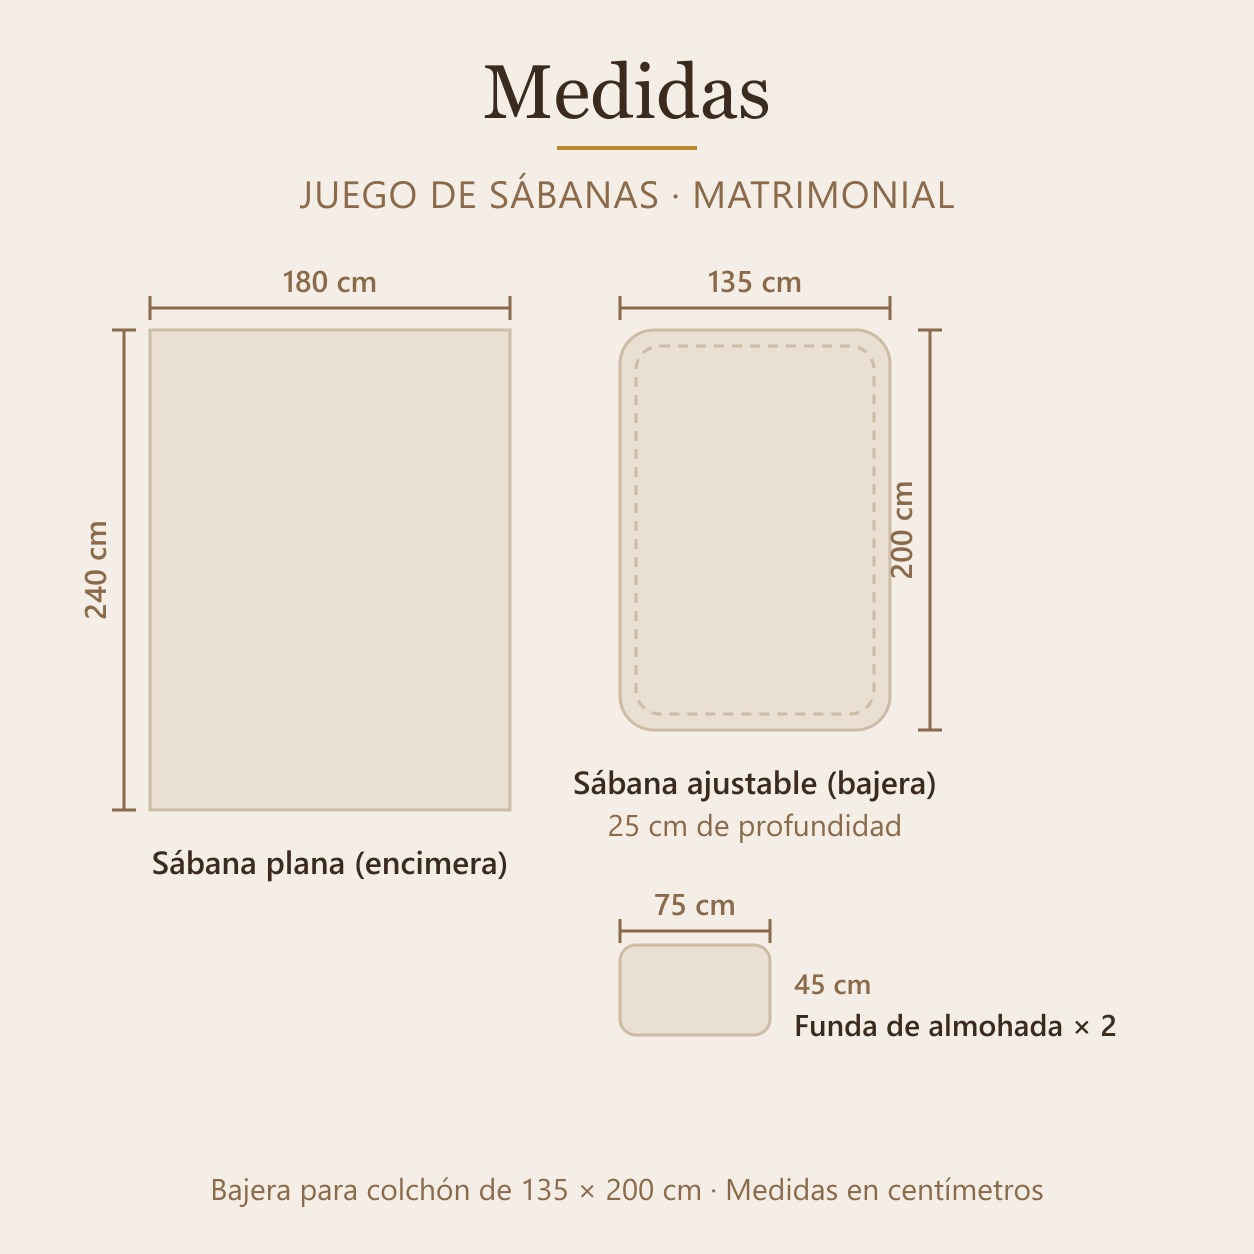 Medidas
JUEGO DE SÁBANAS · MATRIMONIAL
180 cm
240 cm
Sábana plana (encimera)
135 cm
200 cm
Sábana ajustable (bajera)
25 cm de profundidad
75 cm
45 cm
Funda de almohada × 2
Bajera para colchón de 135 × 200 cm · Medidas en centímetros